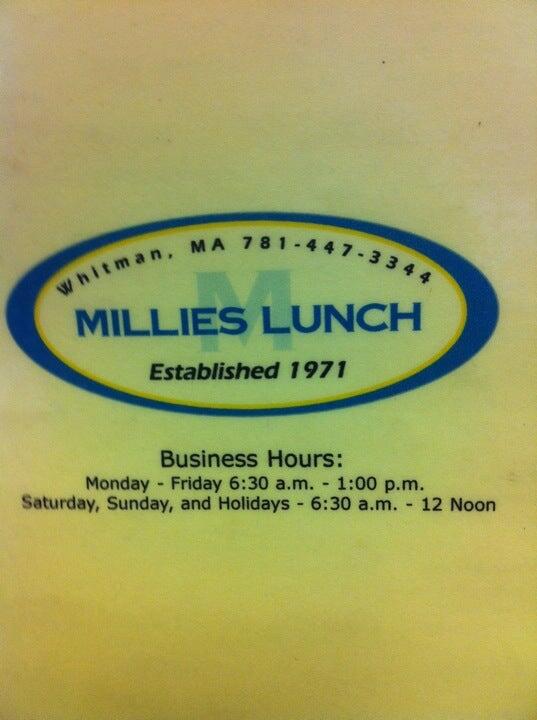 Whitman, MA 781-447-3344
M
MILLIES LUNCH
Established 1971
Business Hours:
Monday - Friday 6:30 a.m. - 1:00 p.m.
Saturday, Sunday, and Holidays - 6:30 a.m. - 12 Noon